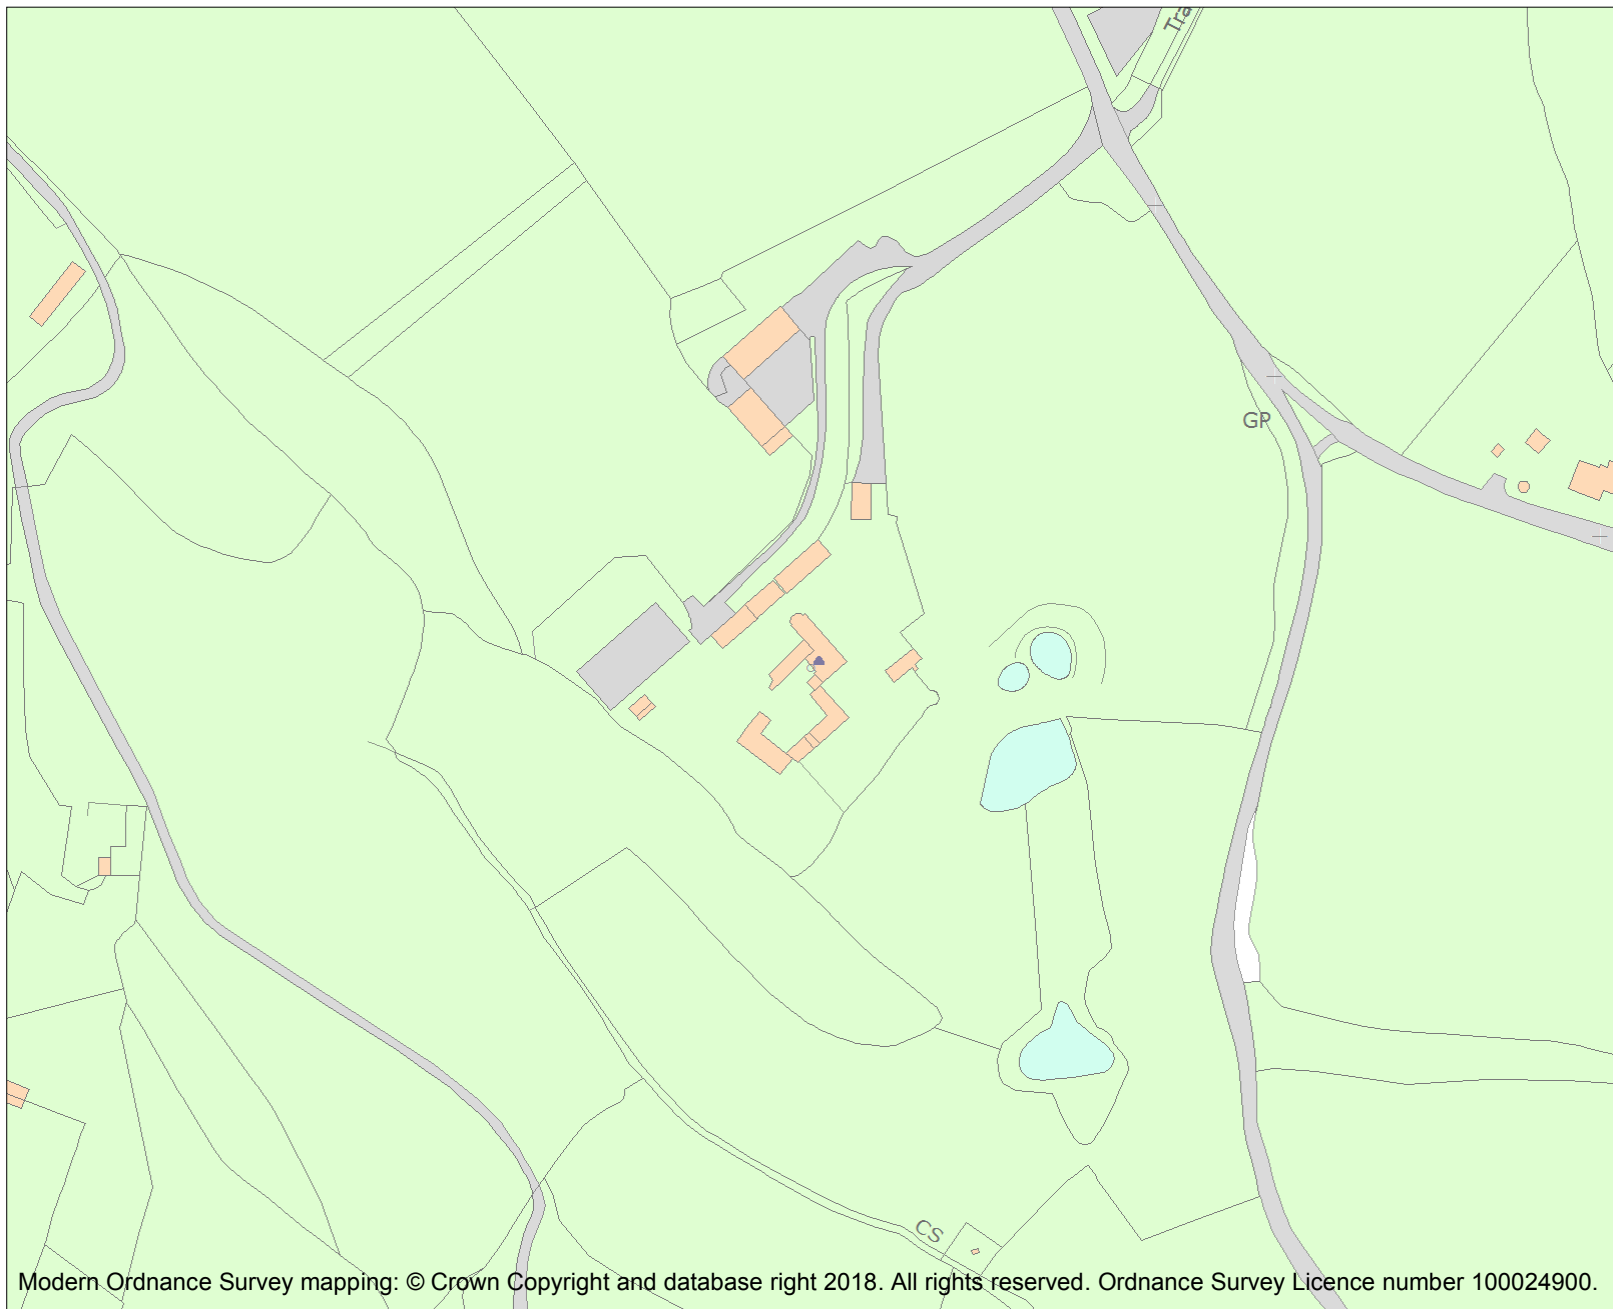 Tra
GP
CS
Modern Ordnance Survey mapping: © Crown Copyright and database right 2018. All rights reserved. Ordnance Survey Licence number 100024900.